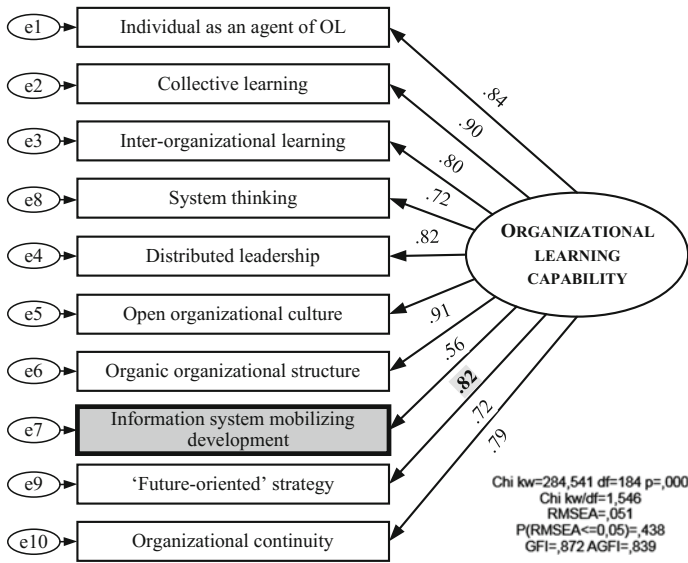 e1
Individual as an agent of OL
e2
Collective learning
e3
Inter-organizational learning
e8
System thinking
e4
Distributed leadership
e5
Open organizational culture
e6
Organic organizational structure
e7
Information system mobilizing
development
e9
‘Future-oriented’ strategy
e10
Organizational continuity
.84
.90
.80
.72
.82
.91
.56
.82
.72
.79
ORGANIZATIONAL
LEARNING
CAPABILITY
Chi kw=284,541 df=184 p=,000
Chi kw/df=1,546
RMSEA=,051
P(RMSEA<=0,05)=,438
GFI=,872 AGFI=,839